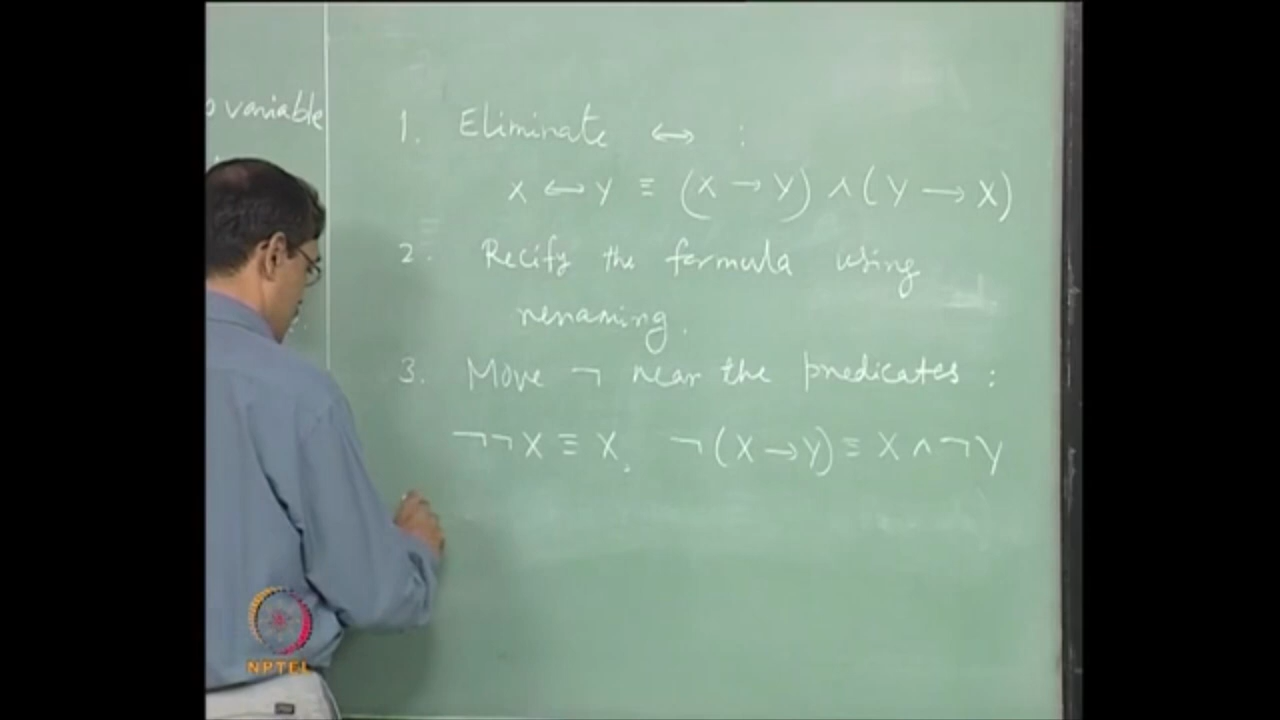 variable
1. Eliminate ↔ :
X ↔ Y ≡ (X → Y) ∧ (Y → X)
2. Recify the formula using
renaming.
3. Move ¬ near the predicates :
¬¬X ≡ X, ¬(X → Y) ≡ X ∧ ¬Y
NPTEL